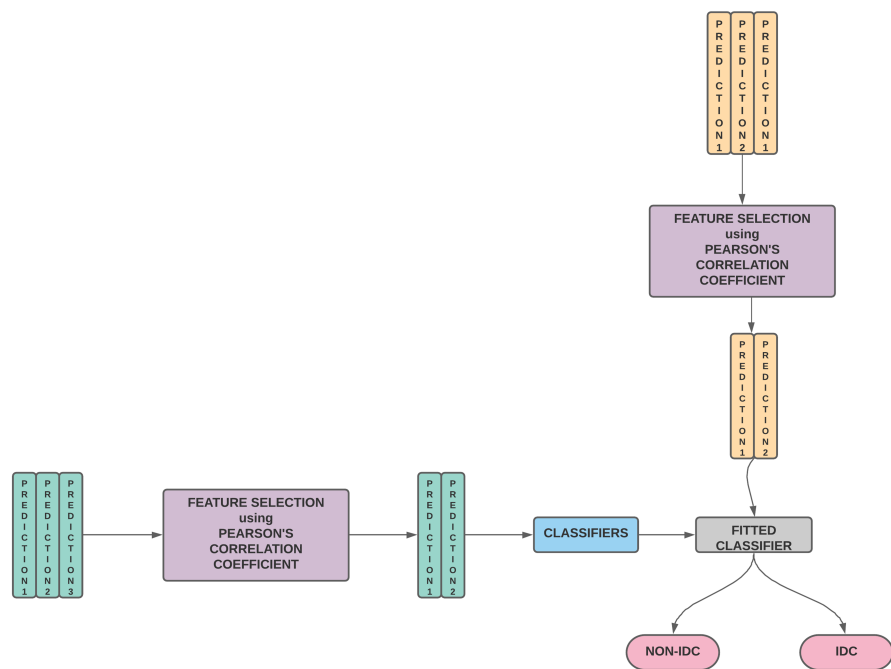 PREDICTION1
PREDICTION2
PREDICTION1
FEATURE SELECTION
using
PEARSON'S
CORRELATION
COEFFICIENT
PREDICTION1
PREDICTION2
PREDICTION1
PREDICTION2
PREDICTION3
FEATURE SELECTION
using
PEARSON'S
CORRELATION
COEFFICIENT
PREDICTION1
PREDICTION2
CLASSIFIERS
FITTED
CLASSIFIER
NON-IDC
IDC